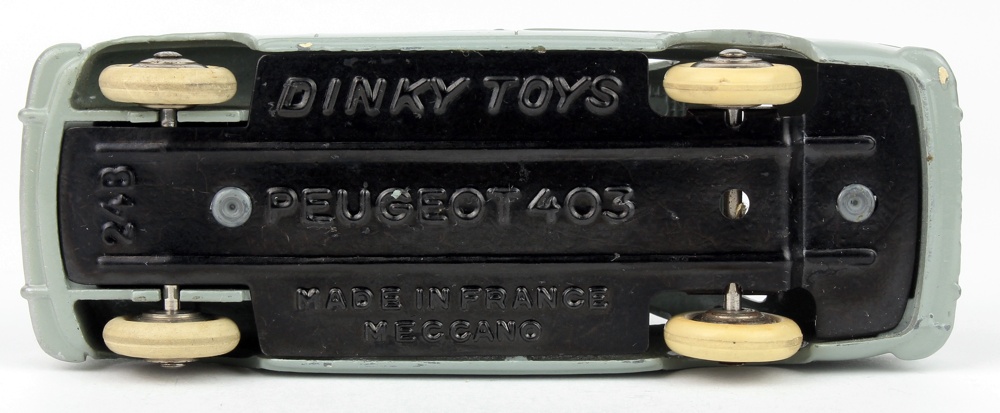 DINKY TOYS
24B
PEUGEOT 403
MADE IN FRANCE
MECCANO